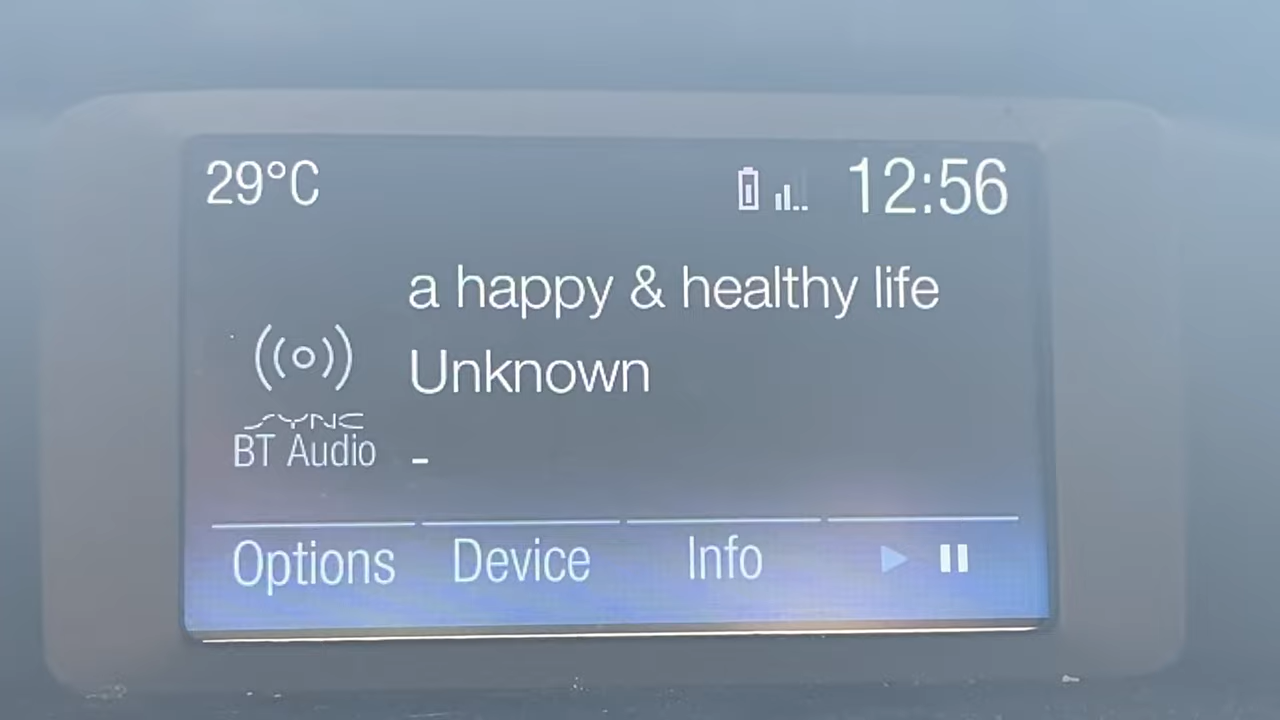 29°C
12:56
a happy & healthy life
Unknown
SYNC
BT Audio
-
Options
Device
Info